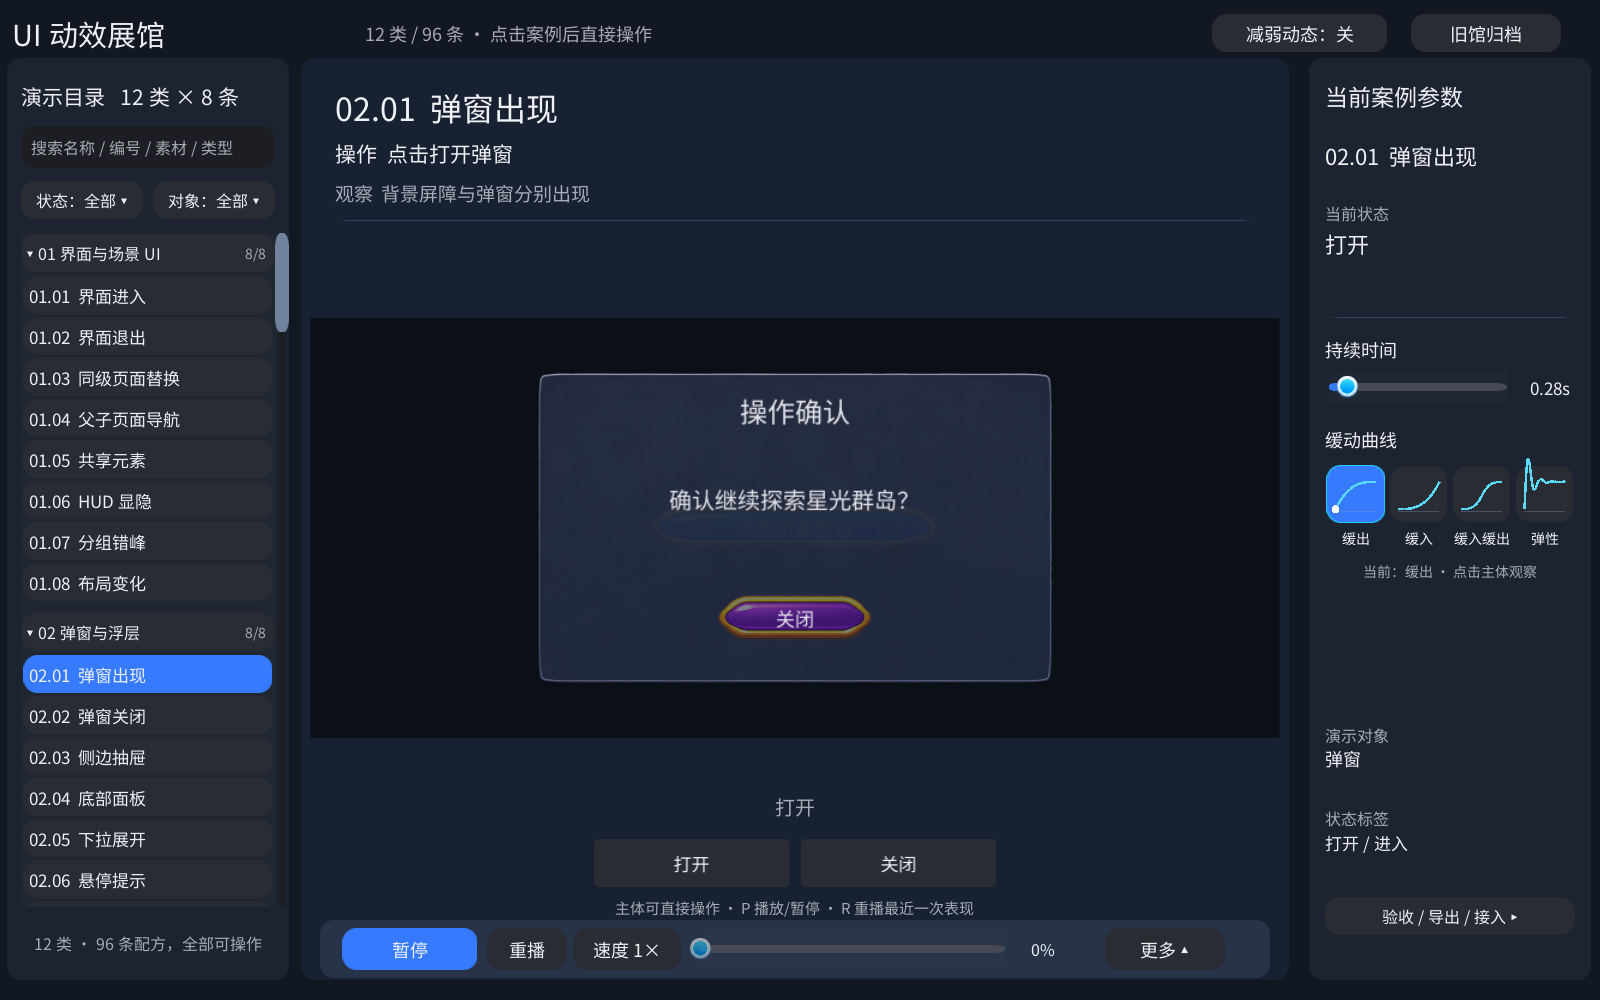 UI 动效展馆
12 类 / 96 条 · 点击案例后直接操作
减弱动态：关
旧馆归档
演示目录 12 类 × 8 条
搜索名称 / 编号 / 素材 / 类型
状态：全部 ▾
对象：全部 ▾
▾ 01 界面与场景 UI 8/8
01.01 界面进入
01.02 界面退出
01.03 同级页面替换
01.04 父子页面导航
01.05 共享元素
01.06 HUD 显隐
01.07 分组错峰
01.08 布局变化
▾ 02 弹窗与浮层 8/8
02.01 弹窗出现
02.02 弹窗关闭
02.03 侧边抽屉
02.04 底部面板
02.05 下拉展开
02.06 悬停提示
12 类 · 96 条配方，全部可操作
02.01 弹窗出现
操作 点击打开弹窗
观察 背景屏障与弹窗分别出现
操作确认
确认继续探索星光群岛？
关闭
打开
打开
关闭
主体可直接操作 · P 播放/暂停 · R 重播最近一次表现
暂停
重播
速度 1×
0%
更多 ▴
当前案例参数
02.01 弹窗出现
当前状态
打开
持续时间
0.28s
缓动曲线
缓出
缓入
缓入缓出
弹性
当前：缓出 · 点击主体观察
演示对象
弹窗
状态标签
打开 / 进入
验收 / 导出 / 接入 ▸